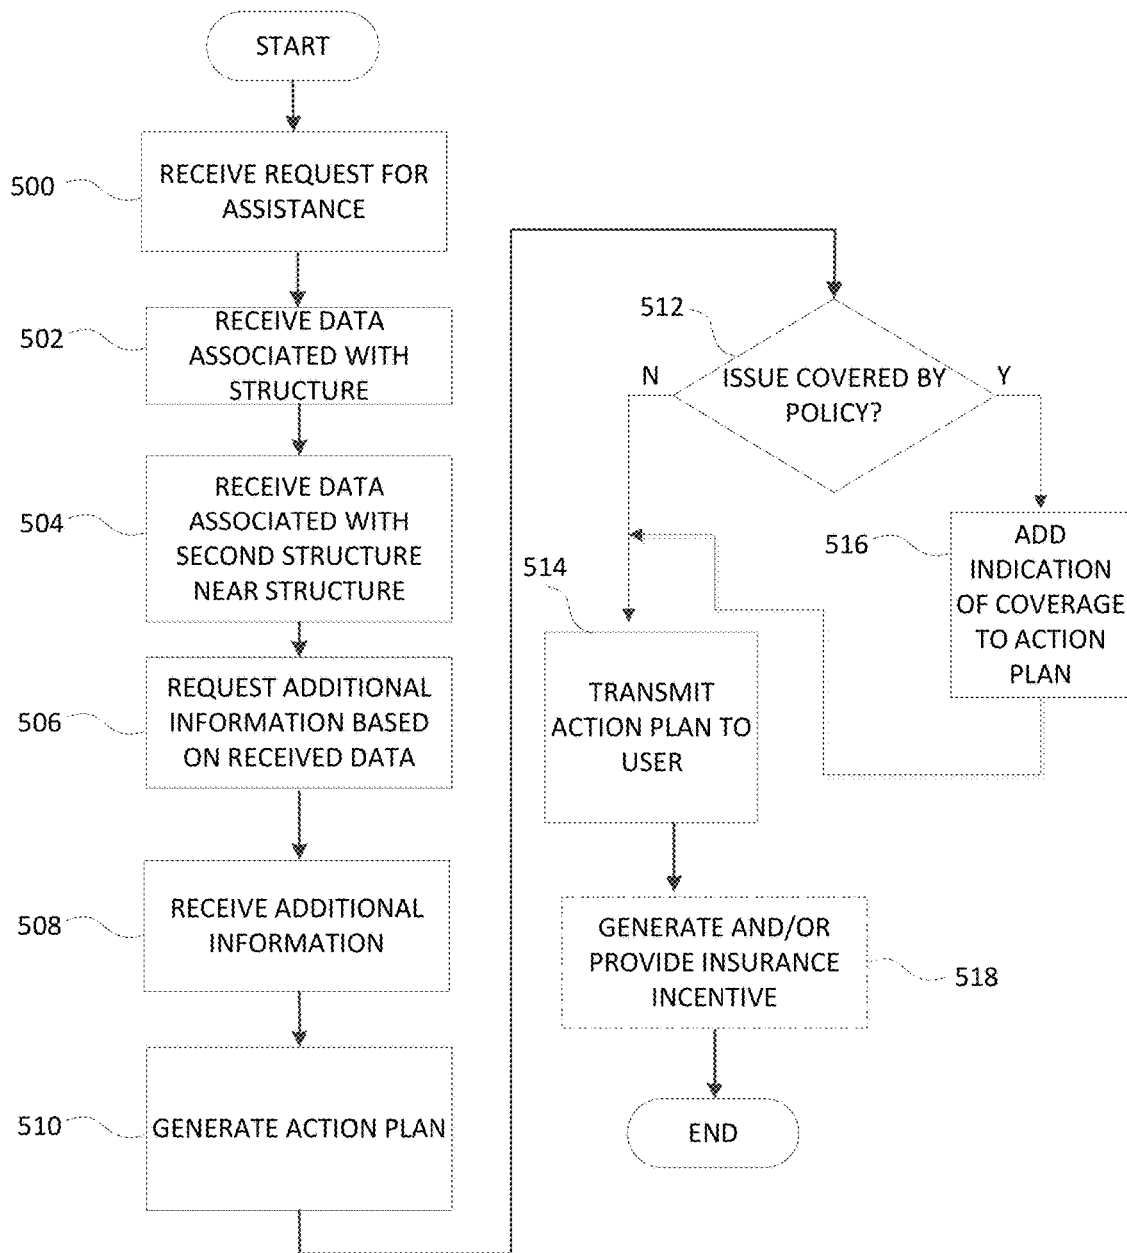 START
500
RECEIVE REQUEST FOR
ASSISTANCE
502
RECEIVE DATA
ASSOCIATED WITH
STRUCTURE
504
RECEIVE DATA
ASSOCIATED WITH
SECOND STRUCTURE
NEAR STRUCTURE
506
REQUEST ADDITIONAL
INFORMATION BASED
ON RECEIVED DATA
508
RECEIVE ADDITIONAL
INFORMATION
510
GENERATE ACTION PLAN
512
N
ISSUE COVERED BY
POLICY?
Y
516
ADD
INDICATION
OF COVERAGE
TO ACTION
PLAN
514
TRANSMIT
ACTION PLAN TO
USER
GENERATE AND/OR
PROVIDE INSURANCE
INCENTIVE
518
END